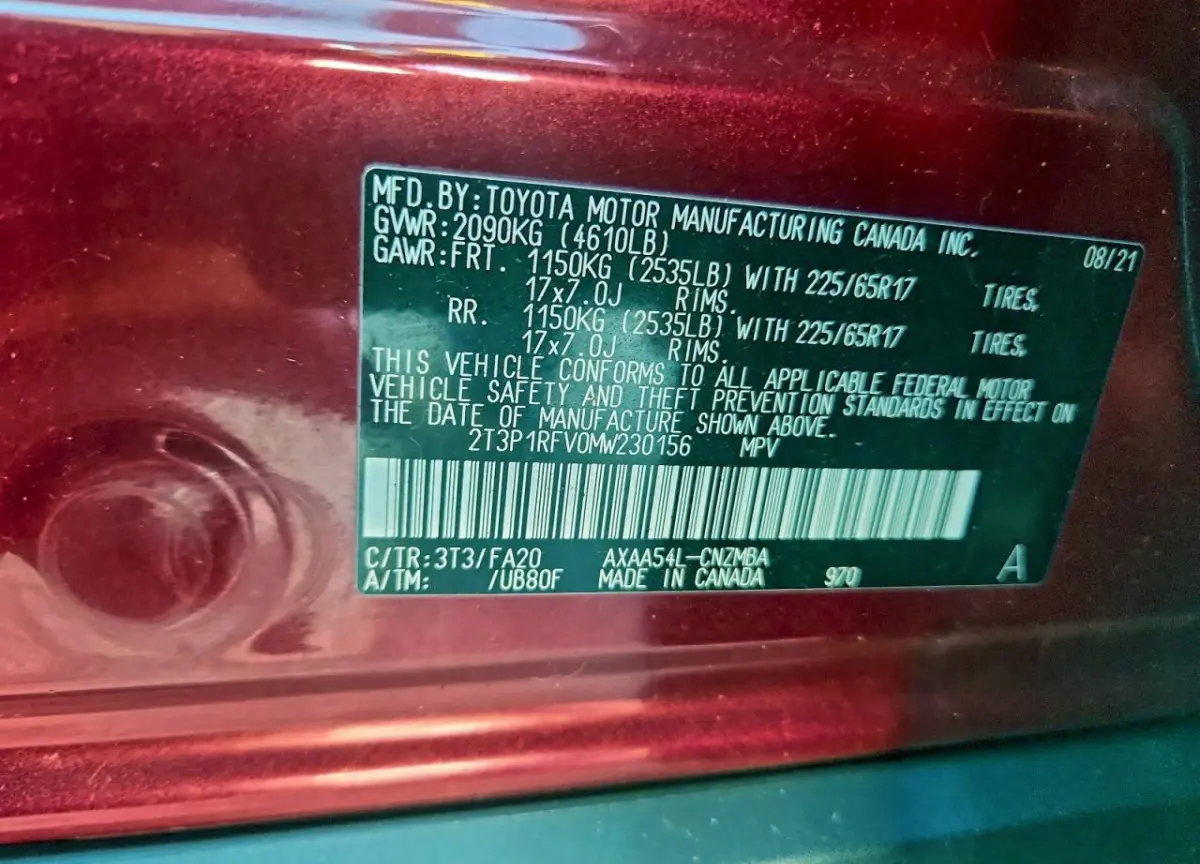 MFD.BY:TOYOTA MOTOR MANUFACTURING CANADA INC.
GVWR:2090KG (4610LB) 08/21
GAWR:FRT. 1150KG (2535LB) WITH 225/65R17 TIRES,
17x7.0J RIMS.
RR. 1150KG (2535LB) WITH 225/65R17 TIRES,
17x7.0J RIMS.
THIS VEHICLE CONFORMS TO ALL APPLICABLE FEDERAL MOTOR
VEHICLE SAFETY AND THEFT PREVENTION STANDARDS IN EFFECT ON
THE DATE OF MANUFACTURE SHOWN ABOVE.
2T3P1RFV0MW230156 MPV
C/TR:3T3/FA20 AXAA54L-CNZMBA
A/TM: /UB80F MADE IN CANADA 970 A